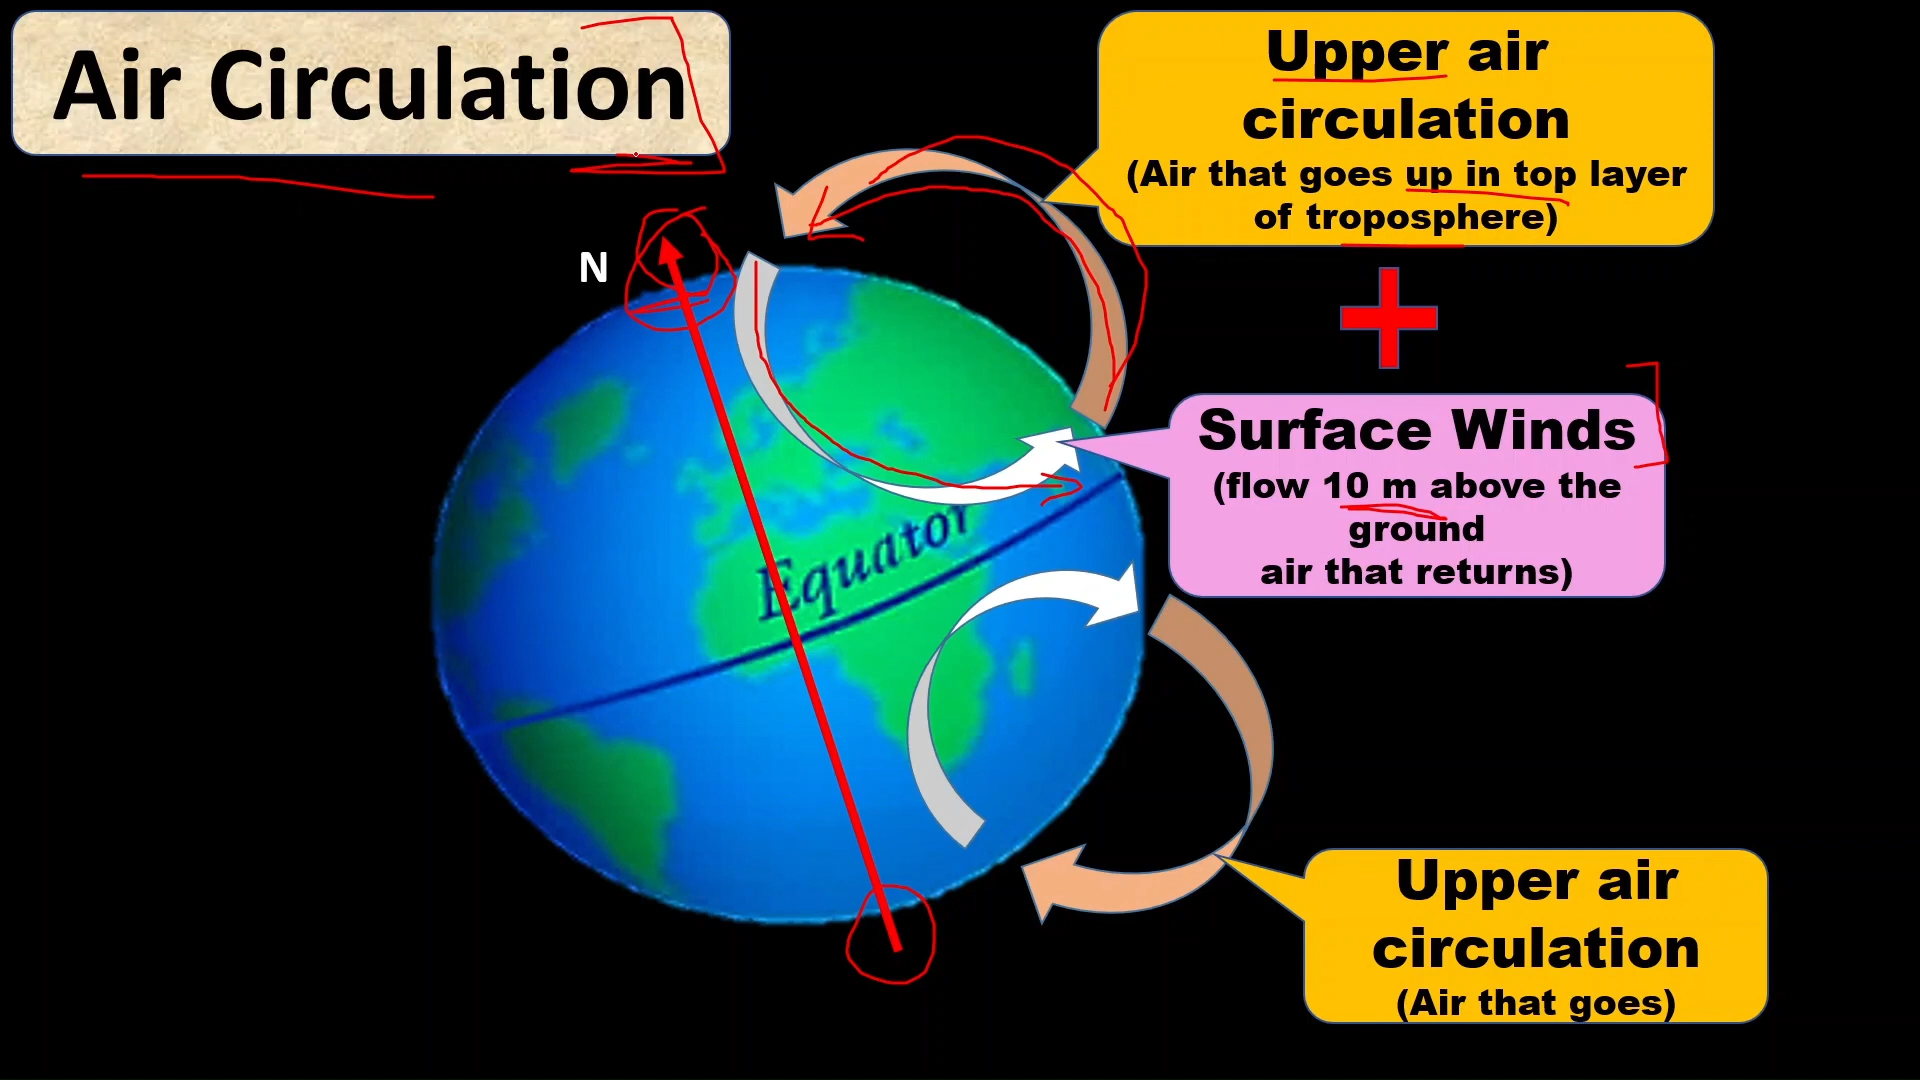 Air Circulation
Upper air
circulation
(Air that goes up in top layer
of troposphere)
N
Surface Winds
(flow 10 m above the
ground
air that returns)
Equator
Upper air
circulation
(Air that goes)